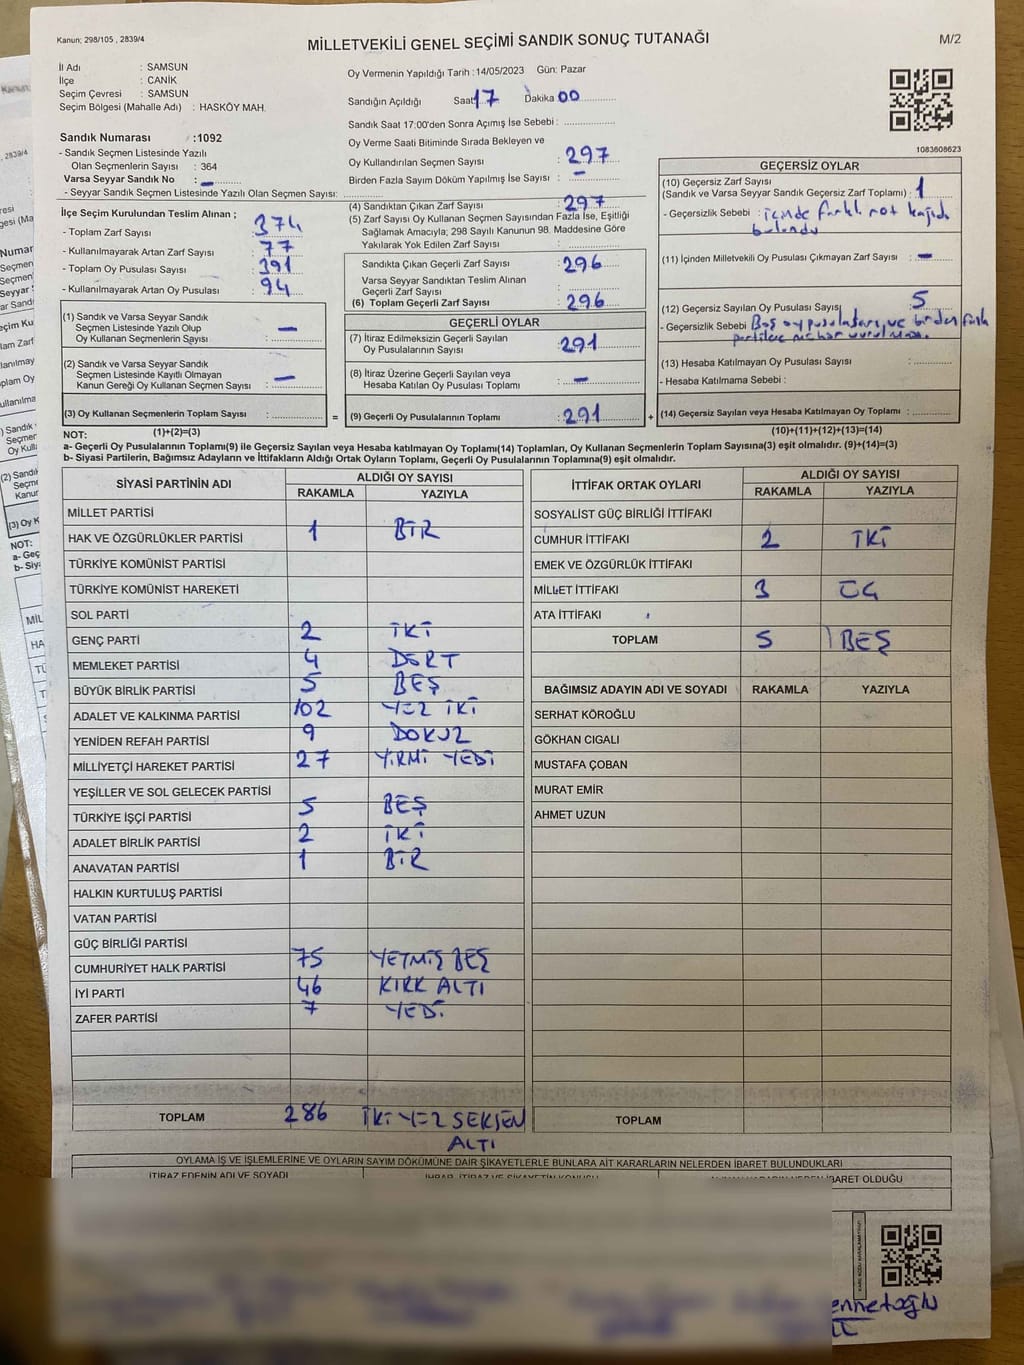 Kanun; 298/105 , 2839/4
MİLLETVEKİLİ GENEL SEÇİMİ SANDIK SONUÇ TUTANAĞI
M/2
İl Adı : SAMSUN
İlçe : CANİK
Seçim Çevresi : SAMSUN
Seçim Bölgesi (Mahalle Adı) : HASKÖY MAH.
Sandık Numarası :1092
- Sandık Seçmen Listesinde Yazılı
Olan Seçmenlerin Sayısı : 364
Varsa Seyyar Sandık No : –
- Seyyar Sandık Seçmen Listesinde Yazılı Olan Seçmen Sayısı:
Oy Vermenin Yapıldığı Tarih :14/05/2023 Gün: Pazar
Sandığın Açıldığı Saat 17 Dakika 00
Sandık Saat 17:00'den Sonra Açımış İse Sebebi :
Oy Verme Saati Bitiminde Sırada Bekleyen ve
Oy Kullandırılan Seçmen Sayısı : 297
Birden Fazla Sayım Döküm Yapılmış İse Sayısı : –
1083608623
İlçe Seçim Kurulundan Teslim Alınan ;
- Toplam Zarf Sayısı : 374
- Kullanılmayarak Artan Zarf Sayısı : 77
- Toplam Oy Pusulası Sayısı : 391
- Kullanılmayarak Artan Oy Pusulası : 94
(4) Sandıktan Çıkan Zarf Sayısı : 297
(5) Zarf Sayısı Oy Kullanan Seçmen Sayısından Fazla İse, Eşitliği
Sağlamak Amacıyla; 298 Sayılı Kanunun 98. Maddesine Göre
Yakılarak Yok Edilen Zarf Sayısı :
Sandıkta Çıkan Geçerli Zarf Sayısı : 296
Varsa Seyyar Sandıktan Teslim Alınan
Geçerli Zarf Sayısı :
(6) Toplam Geçerli Zarf Sayısı : 296
GEÇERSİZ OYLAR
(10) Geçersiz Zarf Sayısı
(Sandık ve Varsa Seyyar Sandık Geçersiz Zarf Toplamı) : 1
- Geçersizlik Sebebi : içinde farklı not kağıdı
bulundu
(11) İçinden Milletvekili Oy Pusulası Çıkmayan Zarf Sayısı : –
(12) Geçersiz Sayılan Oy Pusulası Sayısı : 5
- Geçersizlik Sebebi : Boş oy pusulaları ve birden fazla
partilere mühür vurulması.
(13) Hesaba Katılmayan Oy Pusulası Sayısı :
- Hesaba Katılmama Sebebi :
(14) Geçersiz Sayılan veya Hesaba Katılmayan Oy Toplamı :
(10)+(11)+(12)+(13)=(14)
(1) Sandık ve Varsa Seyyar Sandık
Seçmen Listesinde Yazılı Olup
Oy Kullanan Seçmenlerin Sayısı : –
(2) Sandık ve Varsa Seyyar Sandık
Seçmen Listesinde Kayıtlı Olmayan
Kanun Gereği Oy Kullanan Seçmen Sayısı : –
(3) Oy Kullanan Seçmenlerin Toplam Sayısı : =
(1)+(2)=(3)
GEÇERLİ OYLAR
(7) İtiraz Edilmeksizin Geçerli Sayılan
Oy Pusulalarının Sayısı : 291
(8) İtiraz Üzerine Geçerli Sayılan veya
Hesaba Katılan Oy Pusulası Toplamı : –
(9) Geçerli Oy Pusulalarının Toplamı : 291 +
NOT:
a- Geçerli Oy Pusulalarının Toplamı(9) ile Geçersiz Sayılan veya Hesaba katılmayan Oy Toplamı(14) Toplamları, Oy Kullanan Seçmenlerin Toplam Sayısına(3) eşit olmalıdır. (9)+(14)=(3)
b- Siyasi Partilerin, Bağımsız Adayların ve İttifakların Aldığı Ortak Oyların Toplamı, Geçerli Oy Pusulalarının Toplamına(9) eşit olmalıdır.
SİYASİ PARTİNİN ADI ALDIĞI OY SAYISI
RAKAMLA YAZIYLA
MİLLET PARTİSİ
HAK VE ÖZGÜRLÜKLER PARTİSİ 1 BİR
TÜRKİYE KOMÜNİST PARTİSİ
TÜRKİYE KOMÜNİST HAREKETİ
SOL PARTİ
GENÇ PARTİ 2 İKİ
MEMLEKET PARTİSİ 4 DÖRT
BÜYÜK BİRLİK PARTİSİ 5 BEŞ
ADALET VE KALKINMA PARTİSİ 102 YÜZ İKİ
YENİDEN REFAH PARTİSİ 9 DOKUZ
MİLLİYETÇİ HAREKET PARTİSİ 27 YİRMİ YEDİ
YEŞİLLER VE SOL GELECEK PARTİSİ
TÜRKİYE İŞÇİ PARTİSİ 5 BEŞ
ADALET BİRLİK PARTİSİ 2 İKİ
ANAVATAN PARTİSİ 1 BİR
HALKIN KURTULUŞ PARTİSİ
VATAN PARTİSİ
GÜÇ BİRLİĞİ PARTİSİ
CUMHURİYET HALK PARTİSİ 75 YETMİŞ BEŞ
İYİ PARTİ 46 KIRK ALTI
ZAFER PARTİSİ 7 YEDİ
TOPLAM 286 İKİ YÜZ SEKSEN
ALTI
İTTİFAK ORTAK OYLARI ALDIĞI OY SAYISI
RAKAMLA YAZIYLA
SOSYALİST GÜÇ BİRLİĞİ İTTİFAKI
CUMHUR İTTİFAKI 2 İKİ
EMEK VE ÖZGÜRLÜK İTTİFAKI
MİLLET İTTİFAKI 3 ÜÇ
ATA İTTİFAKI
TOPLAM 5 BEŞ
BAĞIMSIZ ADAYIN ADI VE SOYADI RAKAMLA YAZIYLA
SERHAT KÖROĞLU
GÖKHAN CIGALI
MUSTAFA ÇOBAN
MURAT EMİR
AHMET UZUN
TOPLAM
OYLAMA İŞ VE İŞLEMLERİNE VE OYLARIN SAYIM DÖKÜMÜNE DAİR ŞİKAYETLERLE BUNLARA AİT KARARLARIN NELERDEN İBARET BULUNDUKLARI
İTİRAZ EDENİN ADI VE SOYADI
İBARET OLDUĞU
ennetoğlu